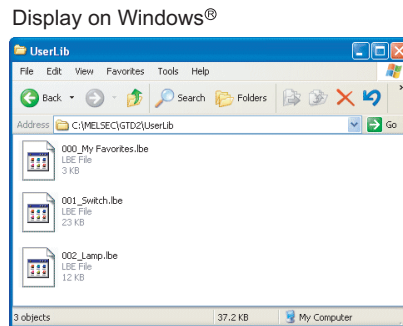 Display on Windows®
UserLib
File Edit View Favorites Tools Help
Back Search Folders »
Address C:\MELSEC\GTD2\UserLib Go
000_My Favorites.lbe
LBE File
3 KB
001_Switch.lbe
LBE File
23 KB
002_Lamp.lbe
LBE File
12 KB
3 objects 37.2 KB My Computer